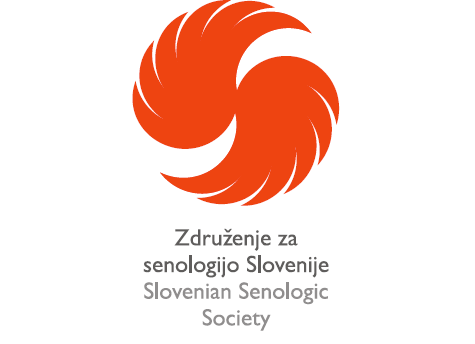 Združenje za
senologijo Slovenije
Slovenian Senologic
Society